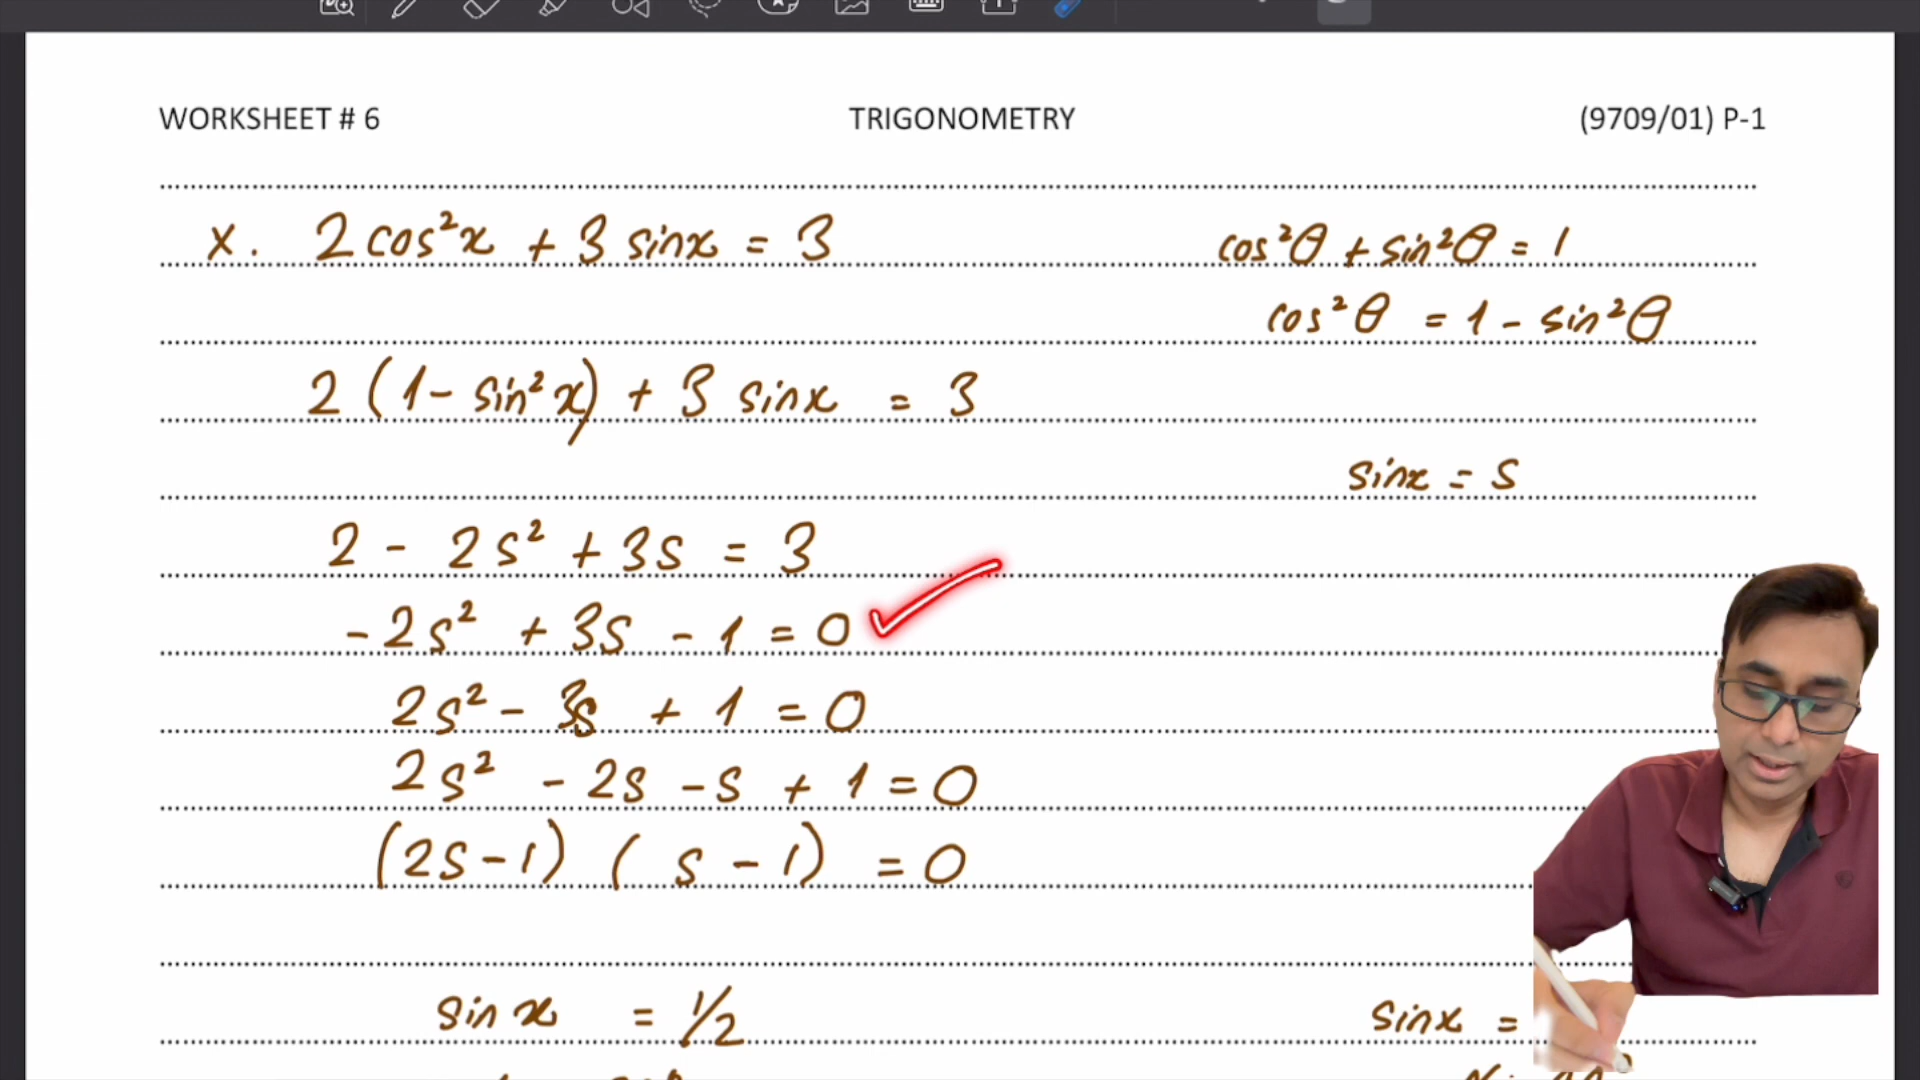 WORKSHEET # 6 TRIGONOMETRY (9709/01) P-1
x. 2 cos²x + 3 sinx = 3
cos²θ + sin²θ = 1
cos²θ = 1 - sin²θ
2 (1 - sin²x) + 3 sinx = 3
sinx = s
2 - 2s² + 3s = 3
-2s² + 3s - 1 = 0
2s² - 3s + 1 = 0
2s² - 2s - s + 1 = 0
(2s-1) (s - 1) = 0
sin x = 1/2
sinx =